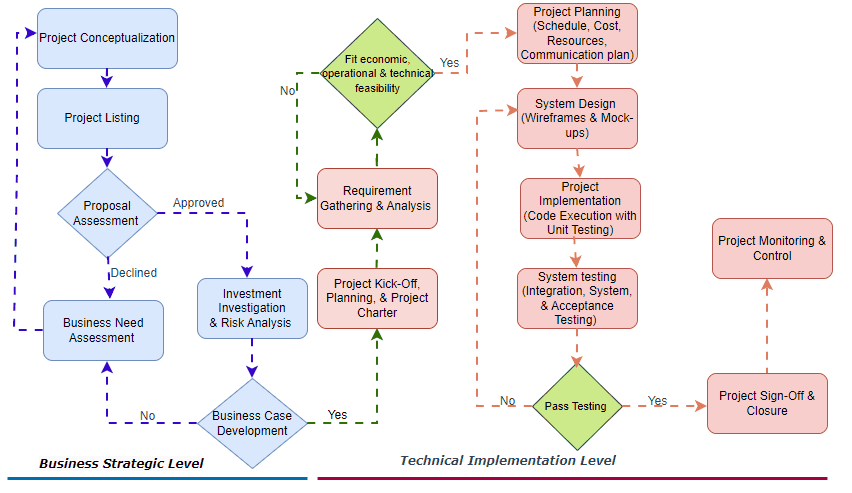 Project Conceptualization
Project Listing
Proposal
Assessment
Approved
Declined
Business Need
Assessment
Investment
Investigation
& Risk Analysis
No
Business Case
Development
Yes
Project Kick-Off,
Planning, & Project
Charter
Requirement
Gathering & Analysis
Fit economic,
operational & technical
feasibility
No
Yes
Project Planning
(Schedule, Cost,
Resources,
Communication plan)
System Design
(Wireframes & Mock-
ups)
Project
Implementation
(Code Execution with
Unit Testing)
System testing
(Integration, System,
& Acceptance
Testing)
No
Pass Testing
Yes
Project Sign-Off &
Closure
Project Monitoring &
Control
Business Strategic Level
Technical Implementation Level